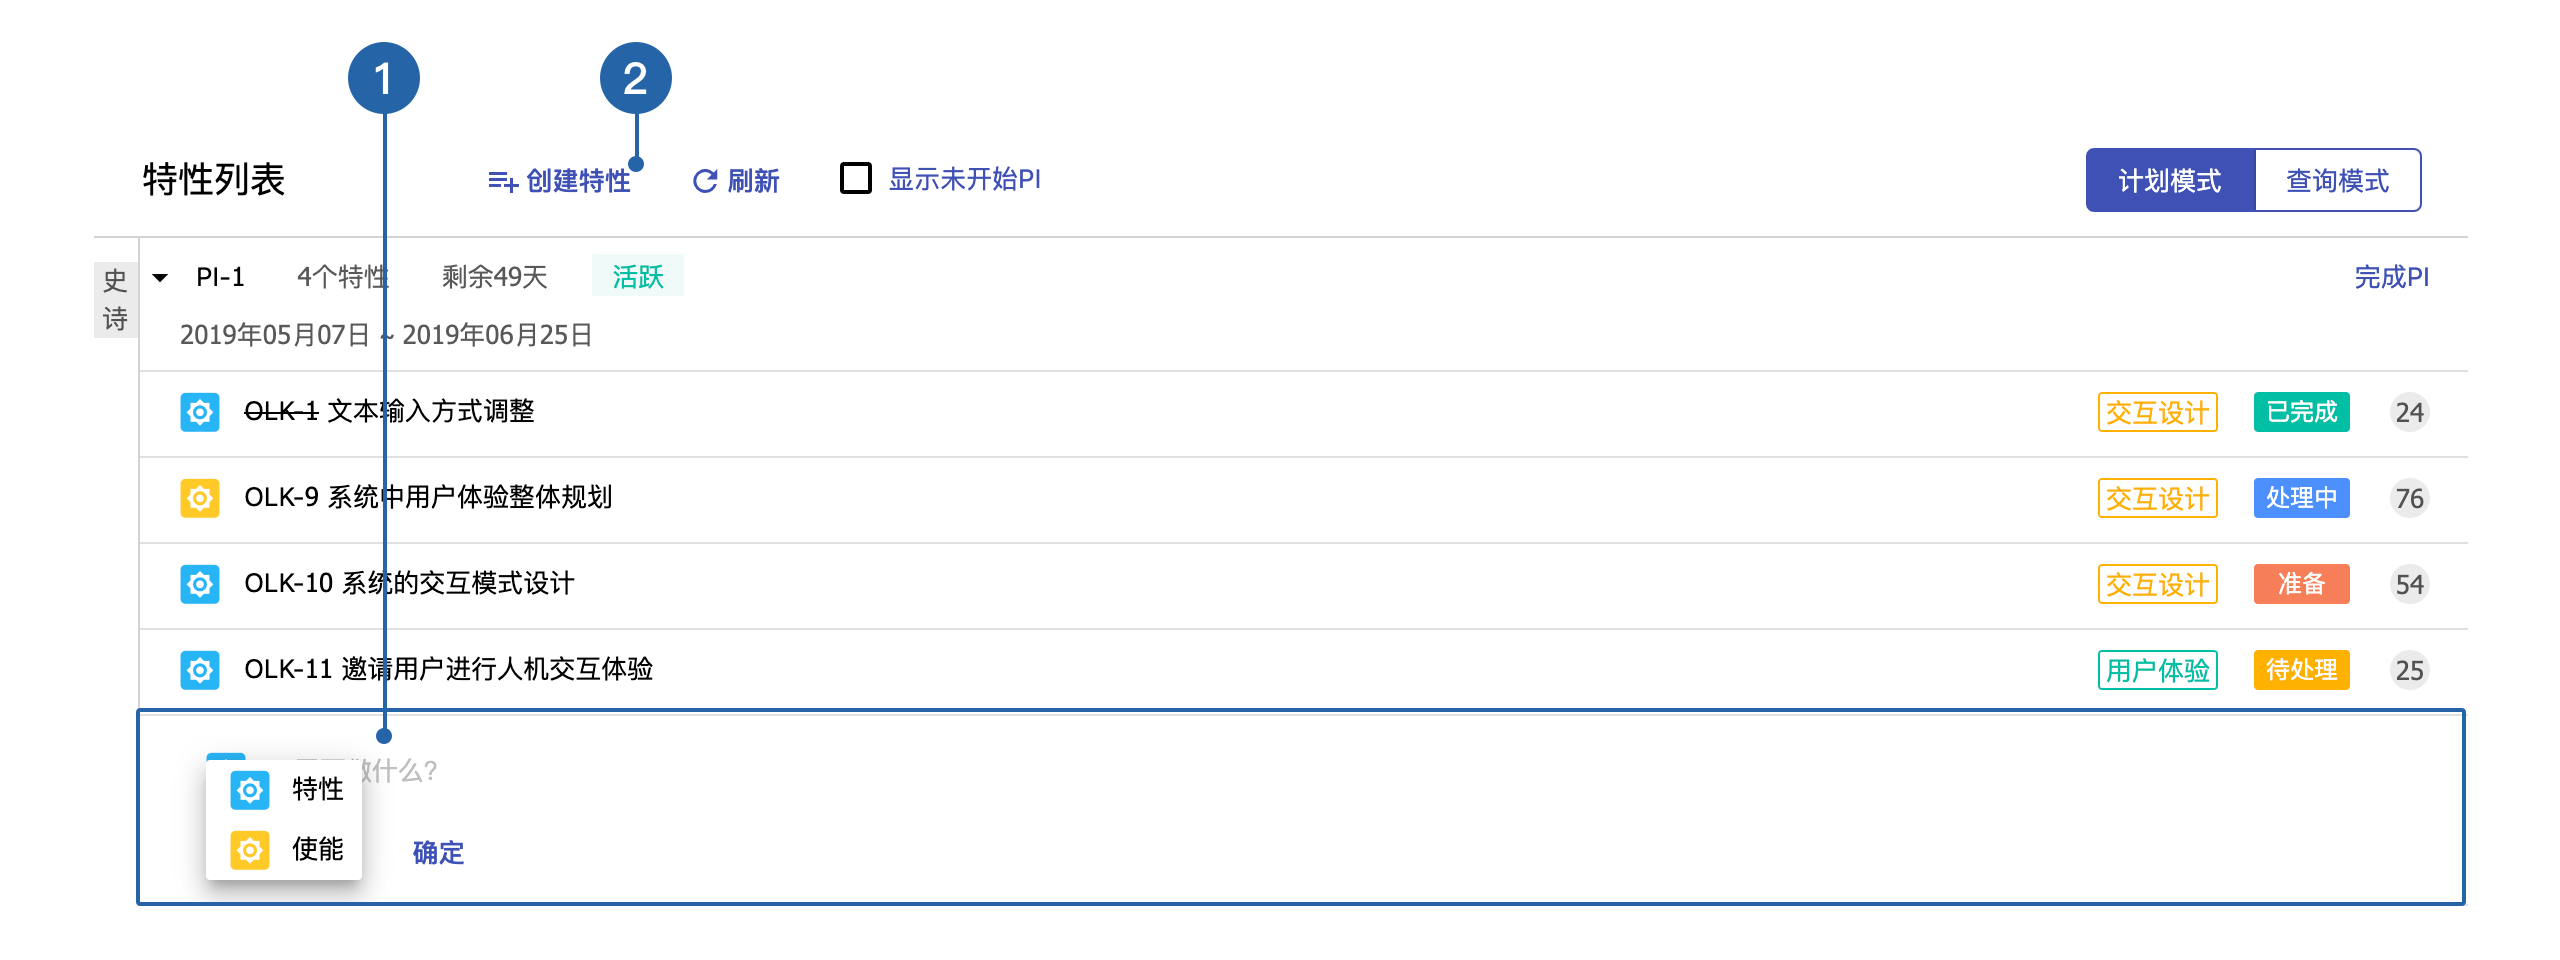 1
2
特性列表
创建特性
刷新
显示未开始PI
计划模式
查询模式
史诗
PI-1
4个特性
剩余49天
活跃
完成PI
2019年05月07日 ~ 2019年06月25日
OLK-1 文本输入方式调整
交互设计
已完成
24
OLK-9 系统中用户体验整体规划
交互设计
处理中
76
OLK-10 系统的交互模式设计
交互设计
准备
54
OLK-11 邀请用户进行人机交互体验
用户体验
待处理
25
做什么?
特性
使能
确定